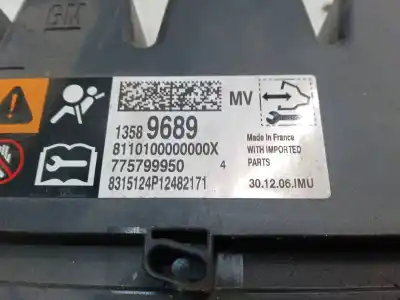 GM
MV
1358 9689
8110100000000X
775799950 4
8315124P12482171
Made in France
WITH IMPORTED
PARTS
30.12.06.IMU